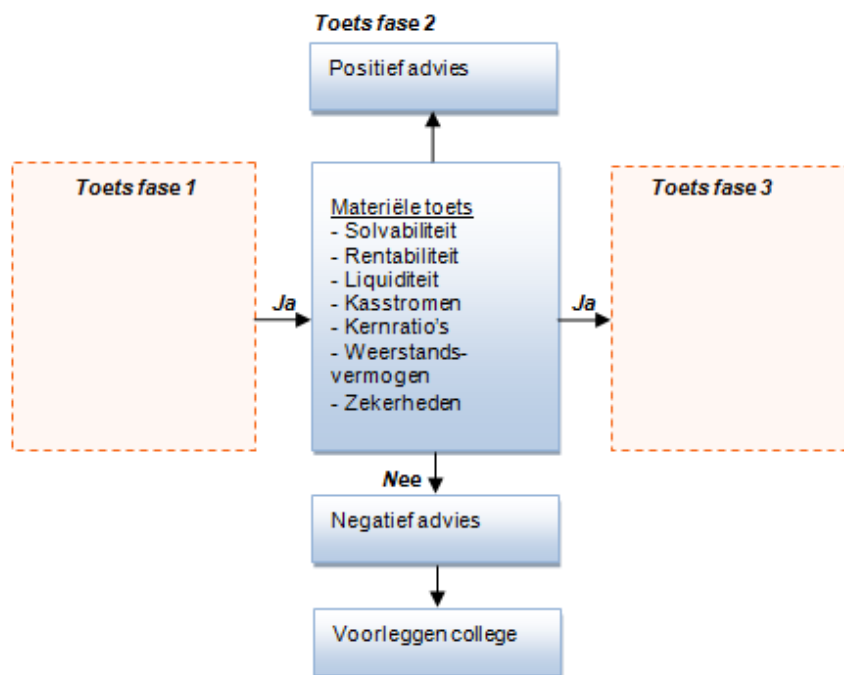 Toets fase 2
Positief advies
Toets fase 1
Materiële toets
- Solvabiliteit
- Rentabiliteit
- Liquiditeit
- Kasstromen
- Kernratio's
- Weerstands-
vermogen
- Zekerheden
Toets fase 3
Ja
Ja
Nee
Negatief advies
Voorleggen college